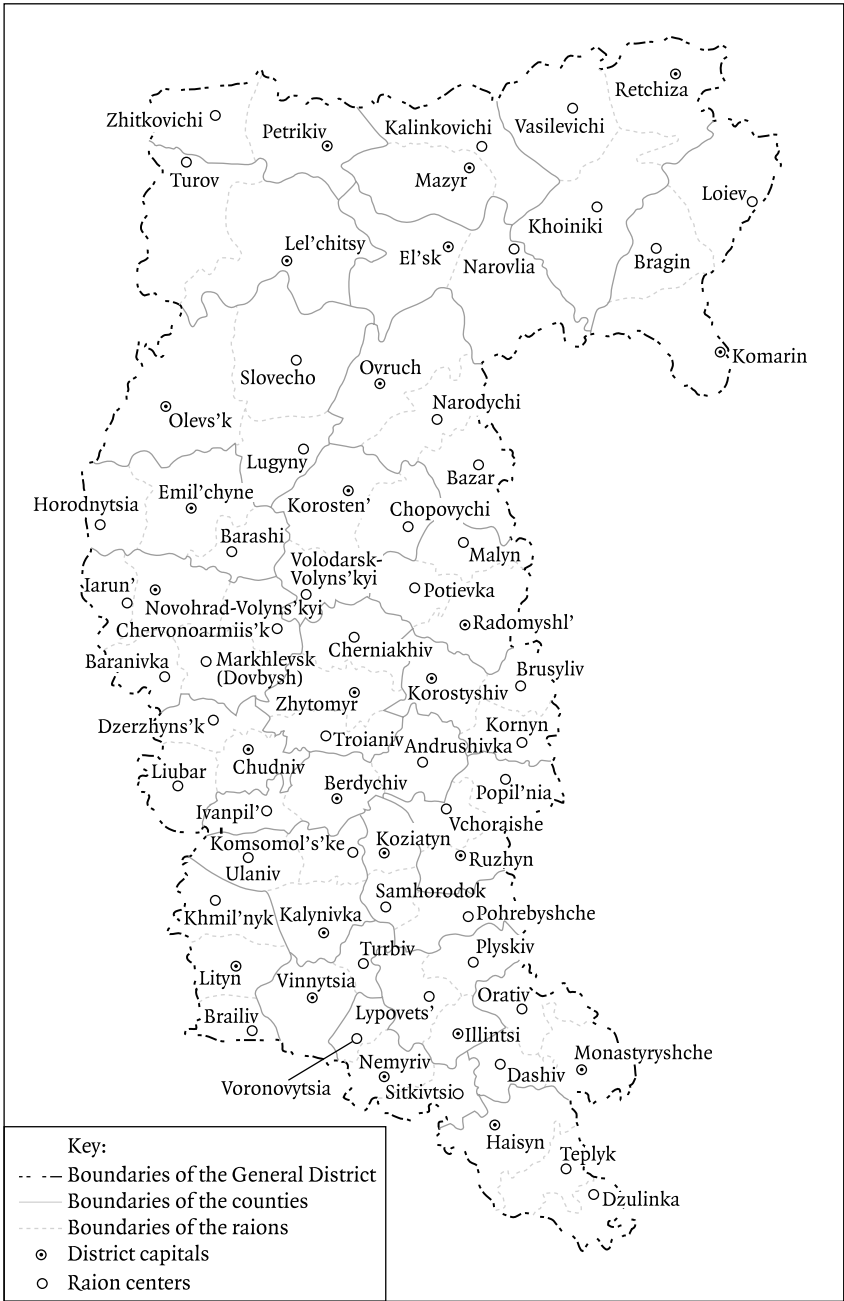 Retchiza
Zhitkovichi
Petrikiv
Kalinkovichi
Vasilevichi
Turov
Mazyr
Loiev
Khoiniki
Lel’chitsy
El’sk
Narovlia
Bragin
Komarin
Slovecho
Ovruch
Narodychi
Olevs’k
Lugyny
Bazar
Horodnytsia
Emil’chyne
Korosten’
Chopovychi
Barashi
Malyn
Volodarsk-
Volyns’kyi
Iarun’
Potievka
Novohrad-Volyns’kyi
Chervonoarmiis’k
Radomyshl’
Cherniakhiv
Baranivka
Markhlevsk
(Dovbysh)
Brusyliv
Korostyshiv
Zhytomyr
Dzerzhyns’k
Kornyn
Troianiv
Andrushivka
Chudniv
Liubar
Berdychiv
Popil’nia
Ivanpil’
Vchoraishe
Komsomol’s’ke
Koziatyn
Ruzhyn
Ulaniv
Samhorodok
Khmil’nyk
Kalynivka
Pohrebyshche
Turbiv
Plyskiv
Lityn
Vinnytsia
Orativ
Brailiv
Lypovets’
Illintsi
Monastyryshche
Nemyriv
Dashiv
Voronovytsia
Sitkivtsi
Haisyn
Teplyk
Dzulinka
Key:
Boundaries of the General District
Boundaries of the counties
Boundaries of the raions
District capitals
Raion centers